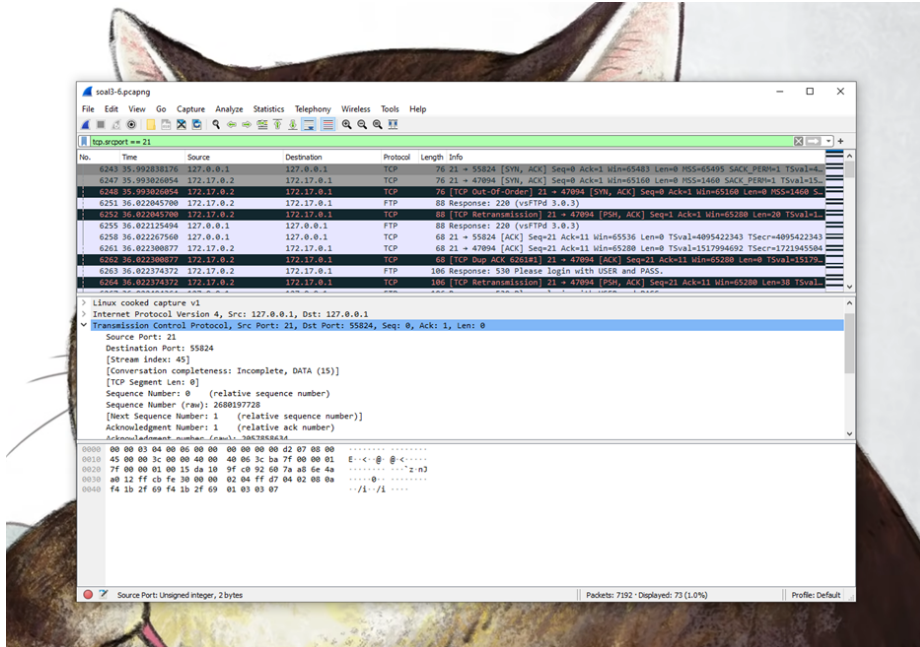 soal3-6.pcapng
File Edit View Go Capture Analyze Statistics Telephony Wireless Tools Help
tcp.srcport == 21
No. Time Source Destination Protocol Length Info
6243 35.992838176 127.0.0.1 127.0.0.1 TCP 76 21 → 55824 [SYN, ACK] Seq=0 Ack=1 Win=65483 Len=0 MSS=65495 SACK_PERM=1 TSval=4…
6247 35.993026054 172.17.0.2 172.17.0.1 TCP 76 21 → 47094 [SYN, ACK] Seq=0 Ack=1 Win=65160 Len=0 MSS=1460 SACK_PERM=1 TSval=15…
6248 35.993026054 172.17.0.2 172.17.0.1 TCP 76 [TCP Out-Of-Order] 21 → 47094 [SYN, ACK] Seq=0 Ack=1 Win=65160 Len=0 MSS=1460 S…
6251 36.022045700 172.17.0.2 172.17.0.1 FTP 88 Response: 220 (vsFTPd 3.0.3)
6252 36.022045700 172.17.0.2 172.17.0.1 TCP 88 [TCP Retransmission] 21 → 47094 [PSH, ACK] Seq=1 Ack=1 Win=65280 Len=20 TSval=1…
6255 36.022125494 127.0.0.1 127.0.0.1 FTP 88 Response: 220 (vsFTPd 3.0.3)
6258 36.022267560 127.0.0.1 127.0.0.1 TCP 68 21 → 55824 [ACK] Seq=21 Ack=11 Win=65536 Len=0 TSval=4095422343 TSecr=4095422343
6261 36.022300877 172.17.0.2 172.17.0.1 TCP 68 21 → 47094 [ACK] Seq=21 Ack=11 Win=65280 Len=0 TSval=1517994692 TSecr=1721945504
6262 36.022300877 172.17.0.2 172.17.0.1 TCP 68 [TCP Dup ACK 6261#1] 21 → 47094 [ACK] Seq=21 Ack=11 Win=65280 Len=0 TSval=15179…
6263 36.022374372 172.17.0.2 172.17.0.1 FTP 106 Response: 530 Please login with USER and PASS.
6264 36.022374372 172.17.0.2 172.17.0.1 TCP 106 [TCP Retransmission] 21 → 47094 [PSH, ACK] Seq=21 Ack=11 Win=65280 Len=38 TSval…
Linux cooked capture v1
Internet Protocol Version 4, Src: 127.0.0.1, Dst: 127.0.0.1
Transmission Control Protocol, Src Port: 21, Dst Port: 55824, Seq: 0, Ack: 1, Len: 0
Source Port: 21
Destination Port: 55824
[Stream index: 45]
[Conversation completeness: Incomplete, DATA (15)]
[TCP Segment Len: 0]
Sequence Number: 0 (relative sequence number)
Sequence Number (raw): 2680197728
[Next Sequence Number: 1 (relative sequence number)]
Acknowledgment Number: 1 (relative ack number)
Acknowledgment number (raw): 2057858634
0000 00 00 03 04 00 06 00 00 00 00 00 00 d2 07 08 00 ········ ········
0010 45 00 00 3c 00 00 40 00 40 06 3c ba 7f 00 00 01 E··<··@· @·<·····
0020 7f 00 00 01 00 15 da 10 9f c0 92 60 7a a8 6e 4a ········ ···`z·nJ
0030 a0 12 ff cb fe 30 00 00 02 04 ff d7 04 02 08 0a ·····0·· ········
0040 f4 1b 2f 69 f4 1b 2f 69 01 03 03 07 ··/i··/i ····
Source Port: Unsigned integer, 2 bytes
Packets: 7192 · Displayed: 73 (1.0%)
Profile: Default